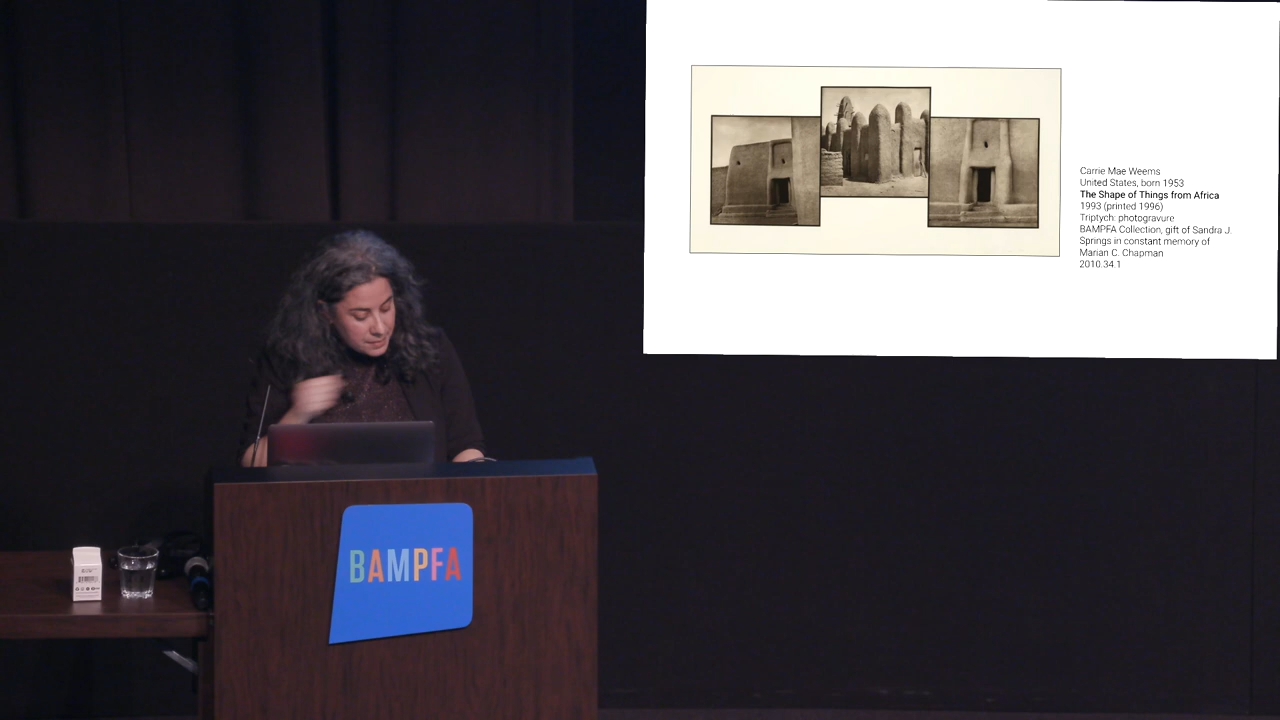 Carrie Mae Weems
United States, born 1953
The Shape of Things from Africa
1993 (printed 1996)
Triptych: photogravure
BAMPFA Collection, gift of Sandra J.
Springs in constant memory of
Marian C. Chapman
2010.34.1
BAMPFA